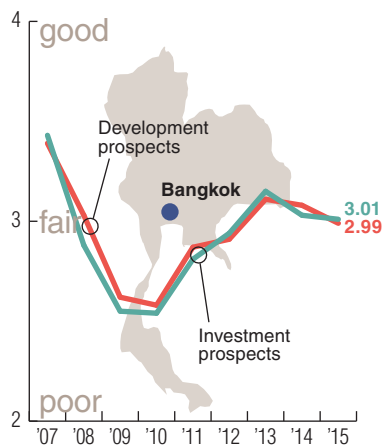 4
good
Development
prospects
Bangkok
3
fair
3.01
2.99
Investment
prospects
poor
2
'07 '08 '09 '10 '11 '12 '13 '14 '15